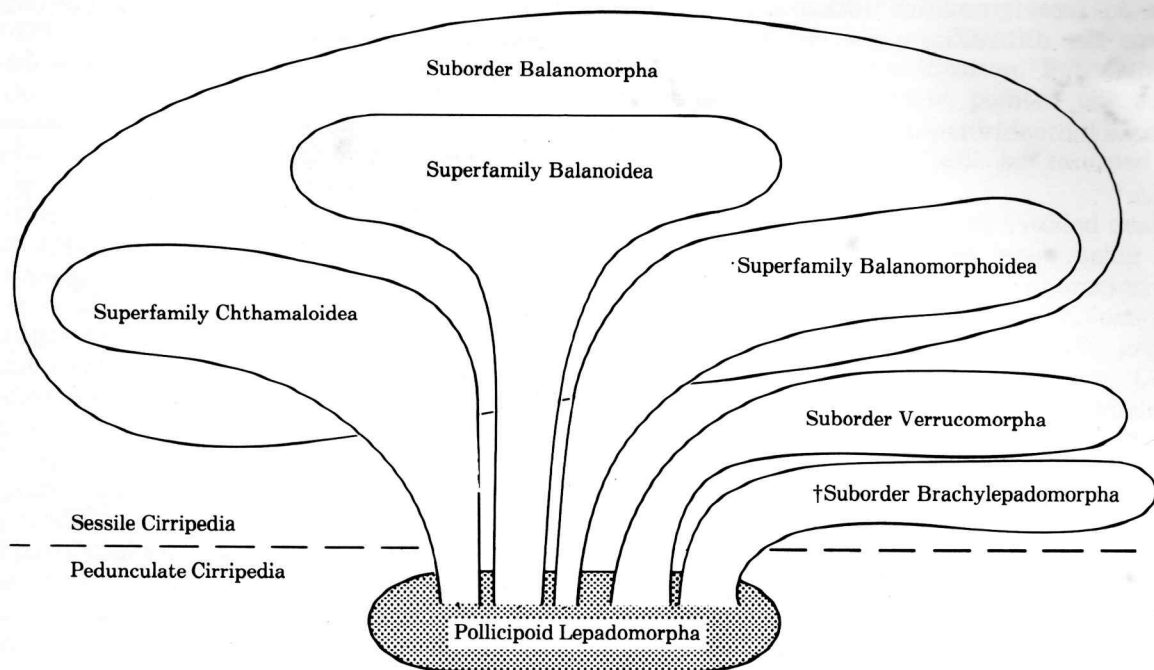 Suborder Balanomorpha
Superfamily Balanoidea
Superfamily Balanomorphoidea
Superfamily Chthamaloidea
Suborder Verrucomorpha
†Suborder Brachylepadomorpha
Sessile Cirripedia
Pedunculate Cirripedia
Pollicipoid Lepadomorpha